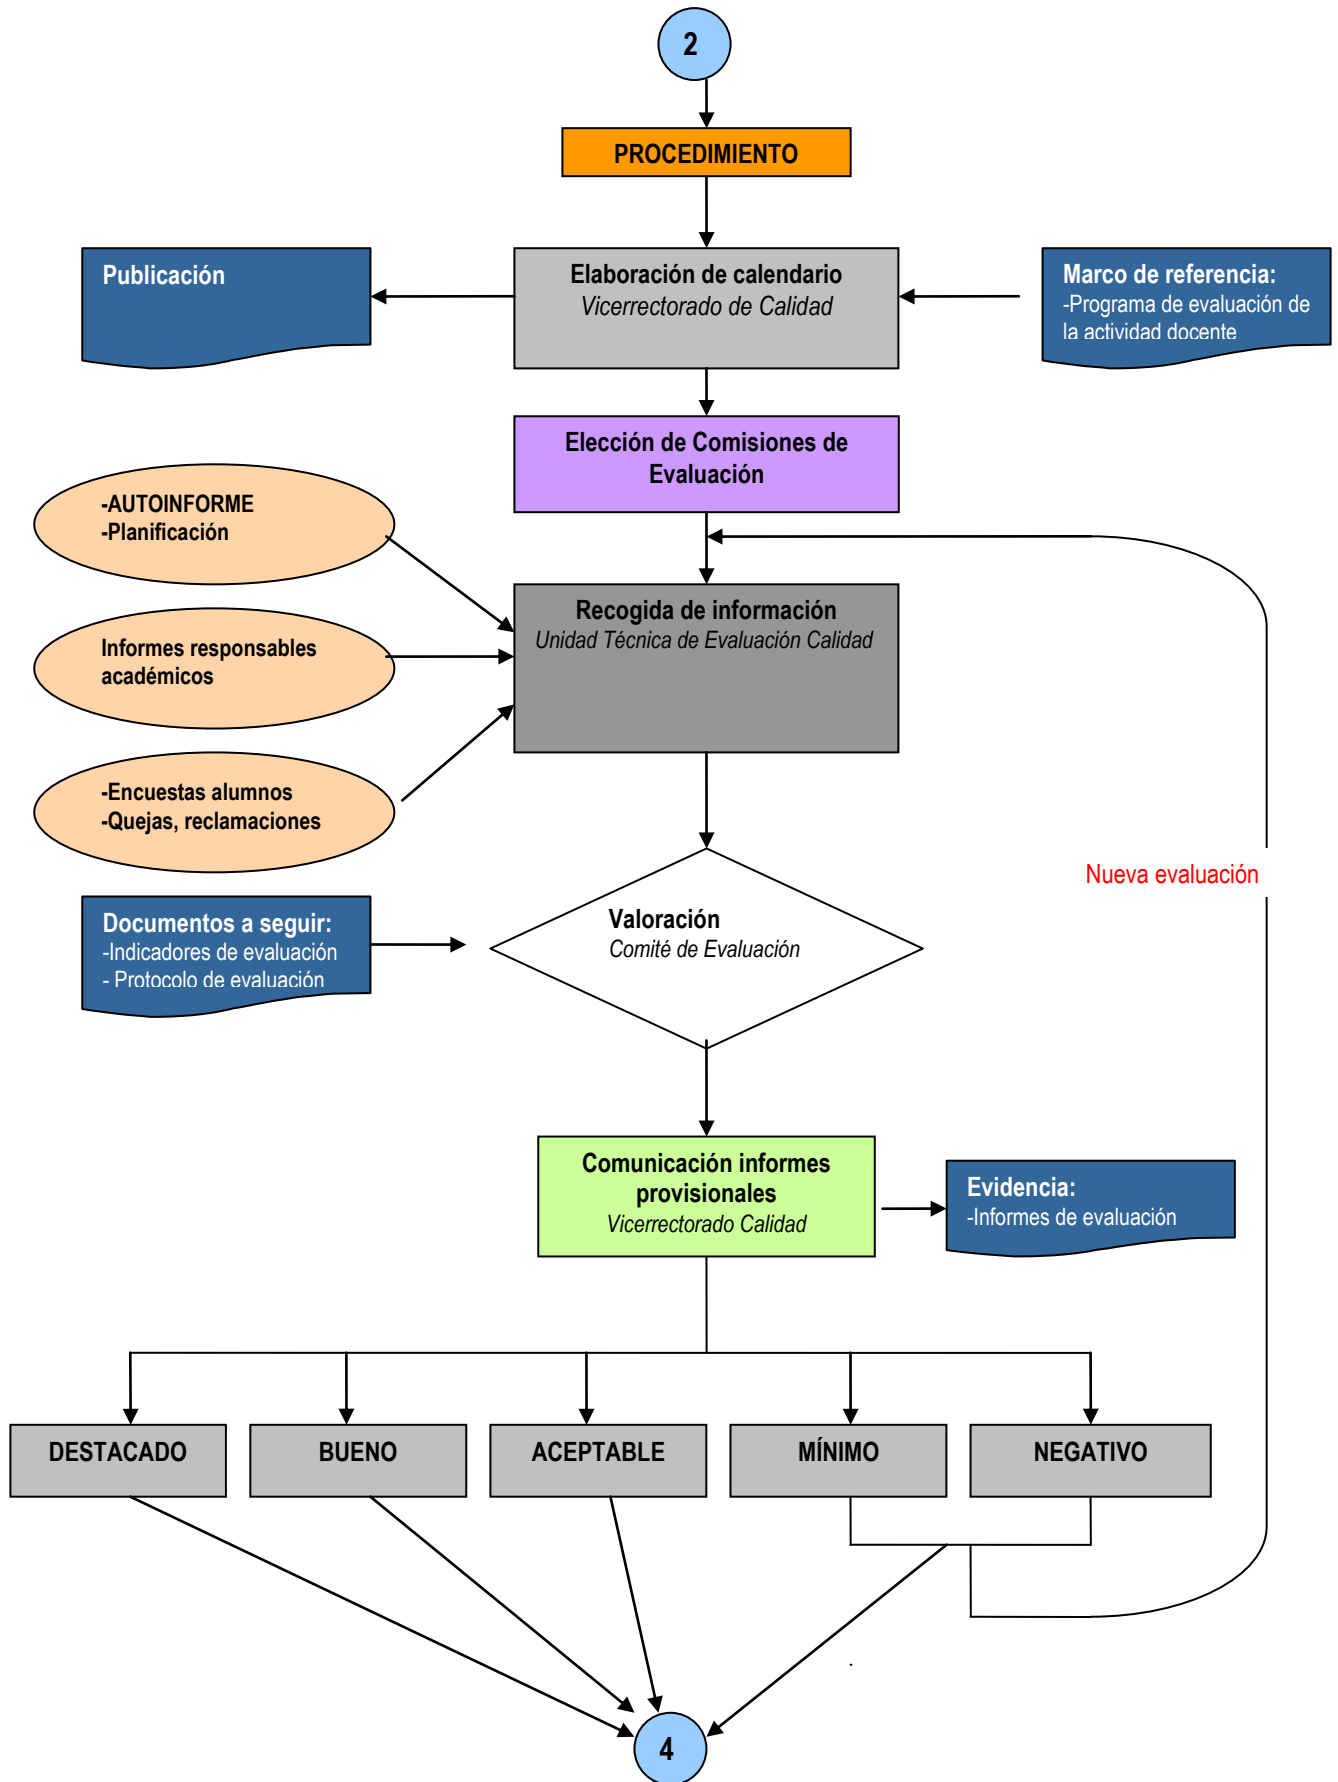 2
PROCEDIMIENTO
Publicación
Elaboración de calendario
Vicerrectorado de Calidad
Marco de referencia:
-Programa de evaluación de
la actividad docente
Elección de Comisiones de
Evaluación
-AUTOINFORME
-Planificación
Recogida de información
Unidad Técnica de Evaluación Calidad
Informes responsables
académicos
-Encuestas alumnos
-Quejas, reclamaciones
Nueva evaluación
Documentos a seguir:
-Indicadores de evaluación
- Protocolo de evaluación
Valoración
Comité de Evaluación
Comunicación informes
provisionales
Vicerrectorado Calidad
Evidencia:
-Informes de evaluación
DESTACADO
BUENO
ACEPTABLE
MÍNIMO
NEGATIVO
.
4